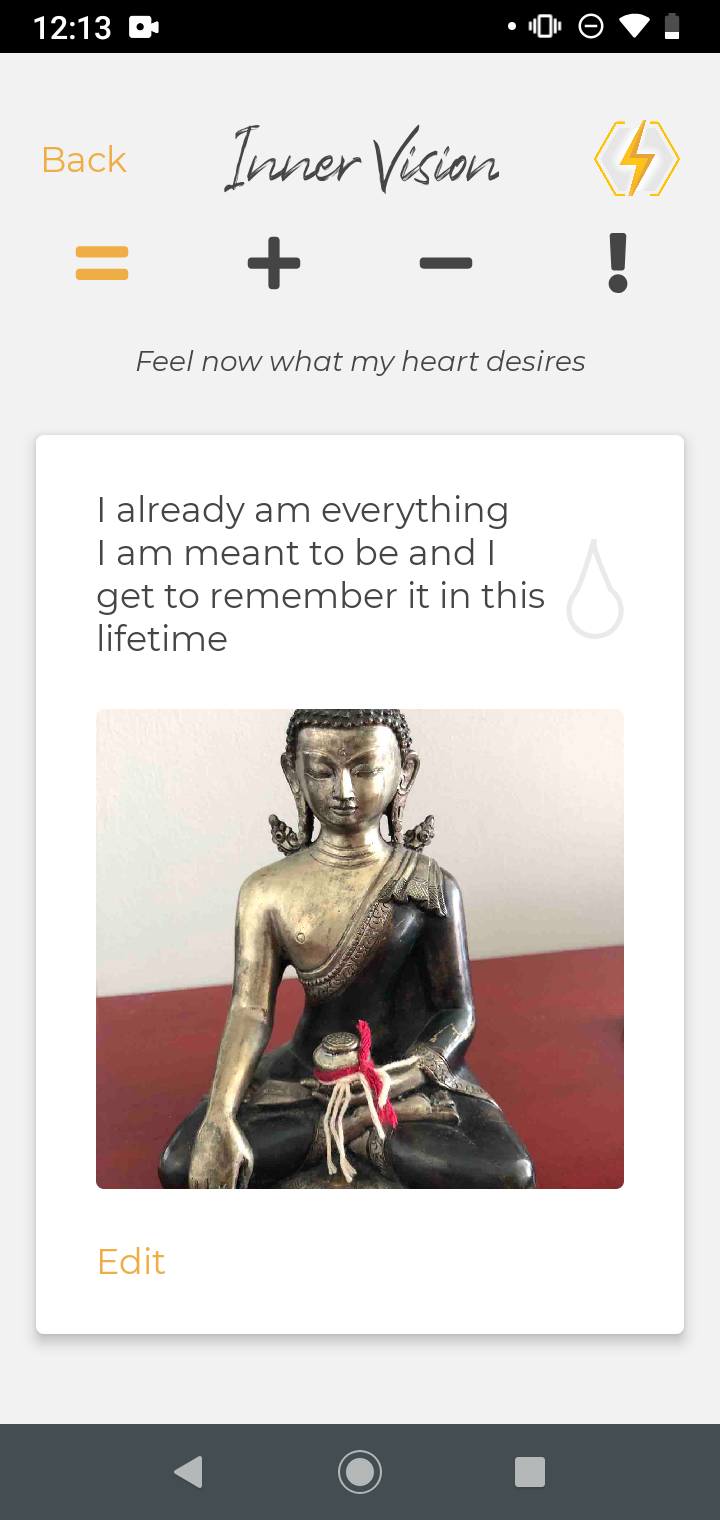 12:13
Back
Inner Vision
Feel now what my heart desires
I already am everything
I am meant to be and I
get to remember it in this
lifetime
Edit